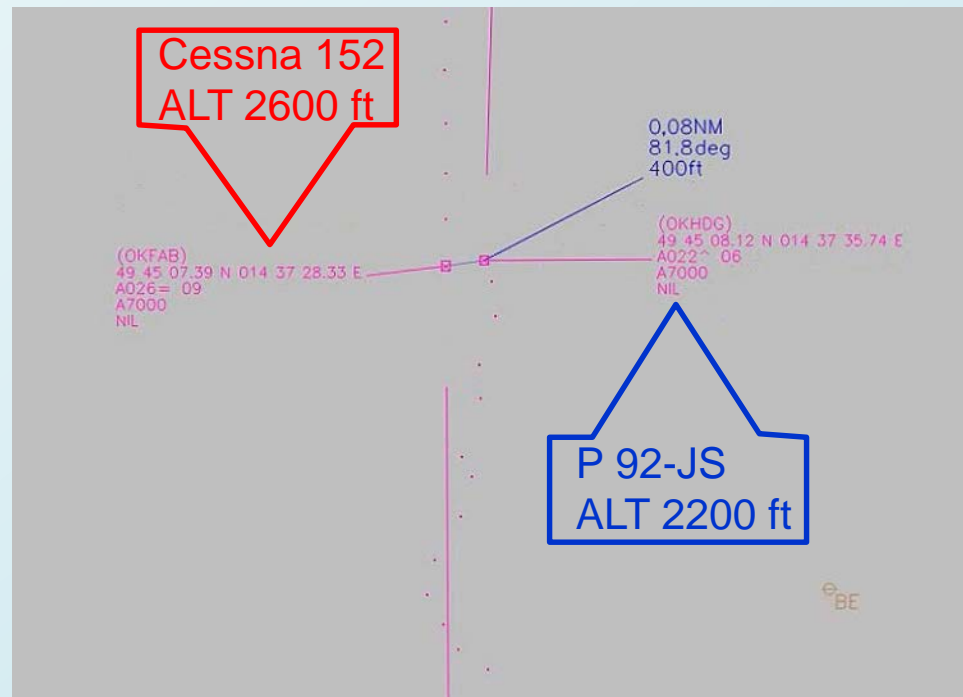 Cessna 152
ALT 2600 ft
0,08NM
81.8deg
400ft
(OKFAB)
49 45 07.39 N 014 37 28.33 E
A026= 09
A7000
NIL
(OKHDG)
49 45 08.12 N 014 37 35.74 E
A022^ 06
A7000
NIL
P 92-JS
ALT 2200 ft
BE